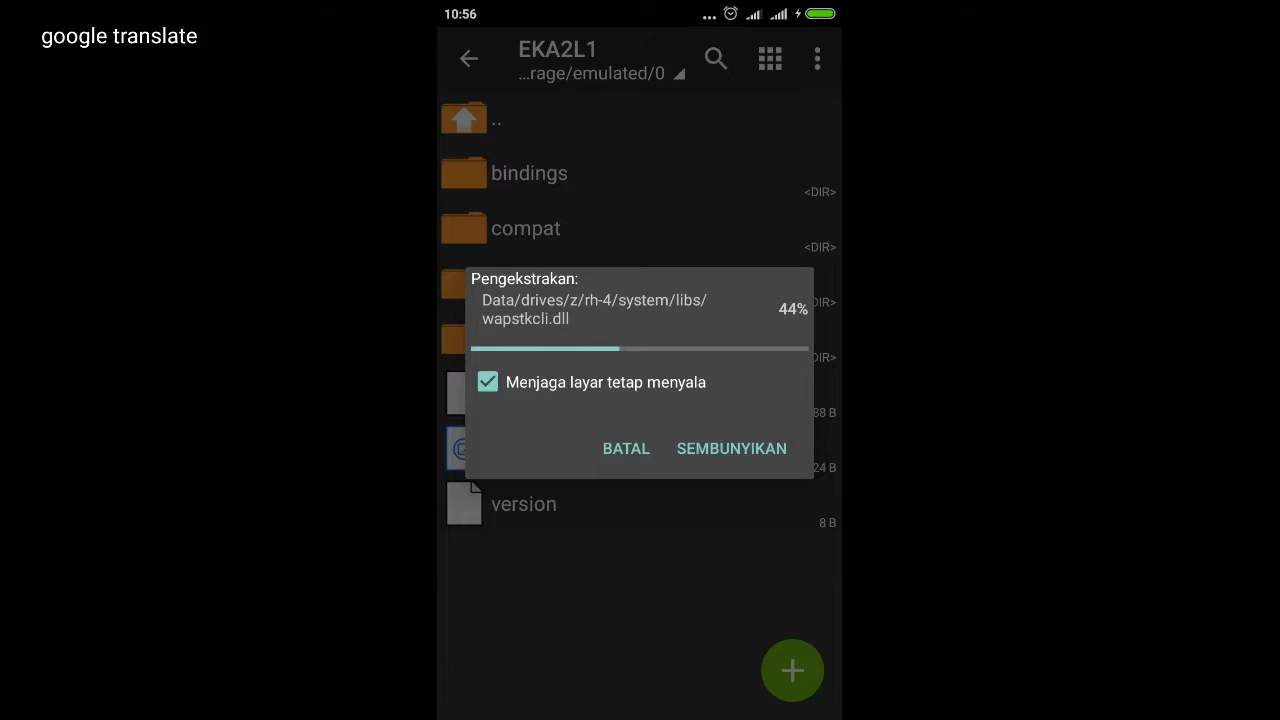 google translate
10:56
EKA2L1
...rage/emulated/0
..
bindings
<DIR>
compat
<DIR>
Pengekstrakan:
Data/drives/z/rh-4/system/libs/
wapstkcli.dll
44%
DIR>
DIR>
Menjaga layar tetap menyala
88 B
BATAL SEMBUNYIKAN
24 B
version
8 B